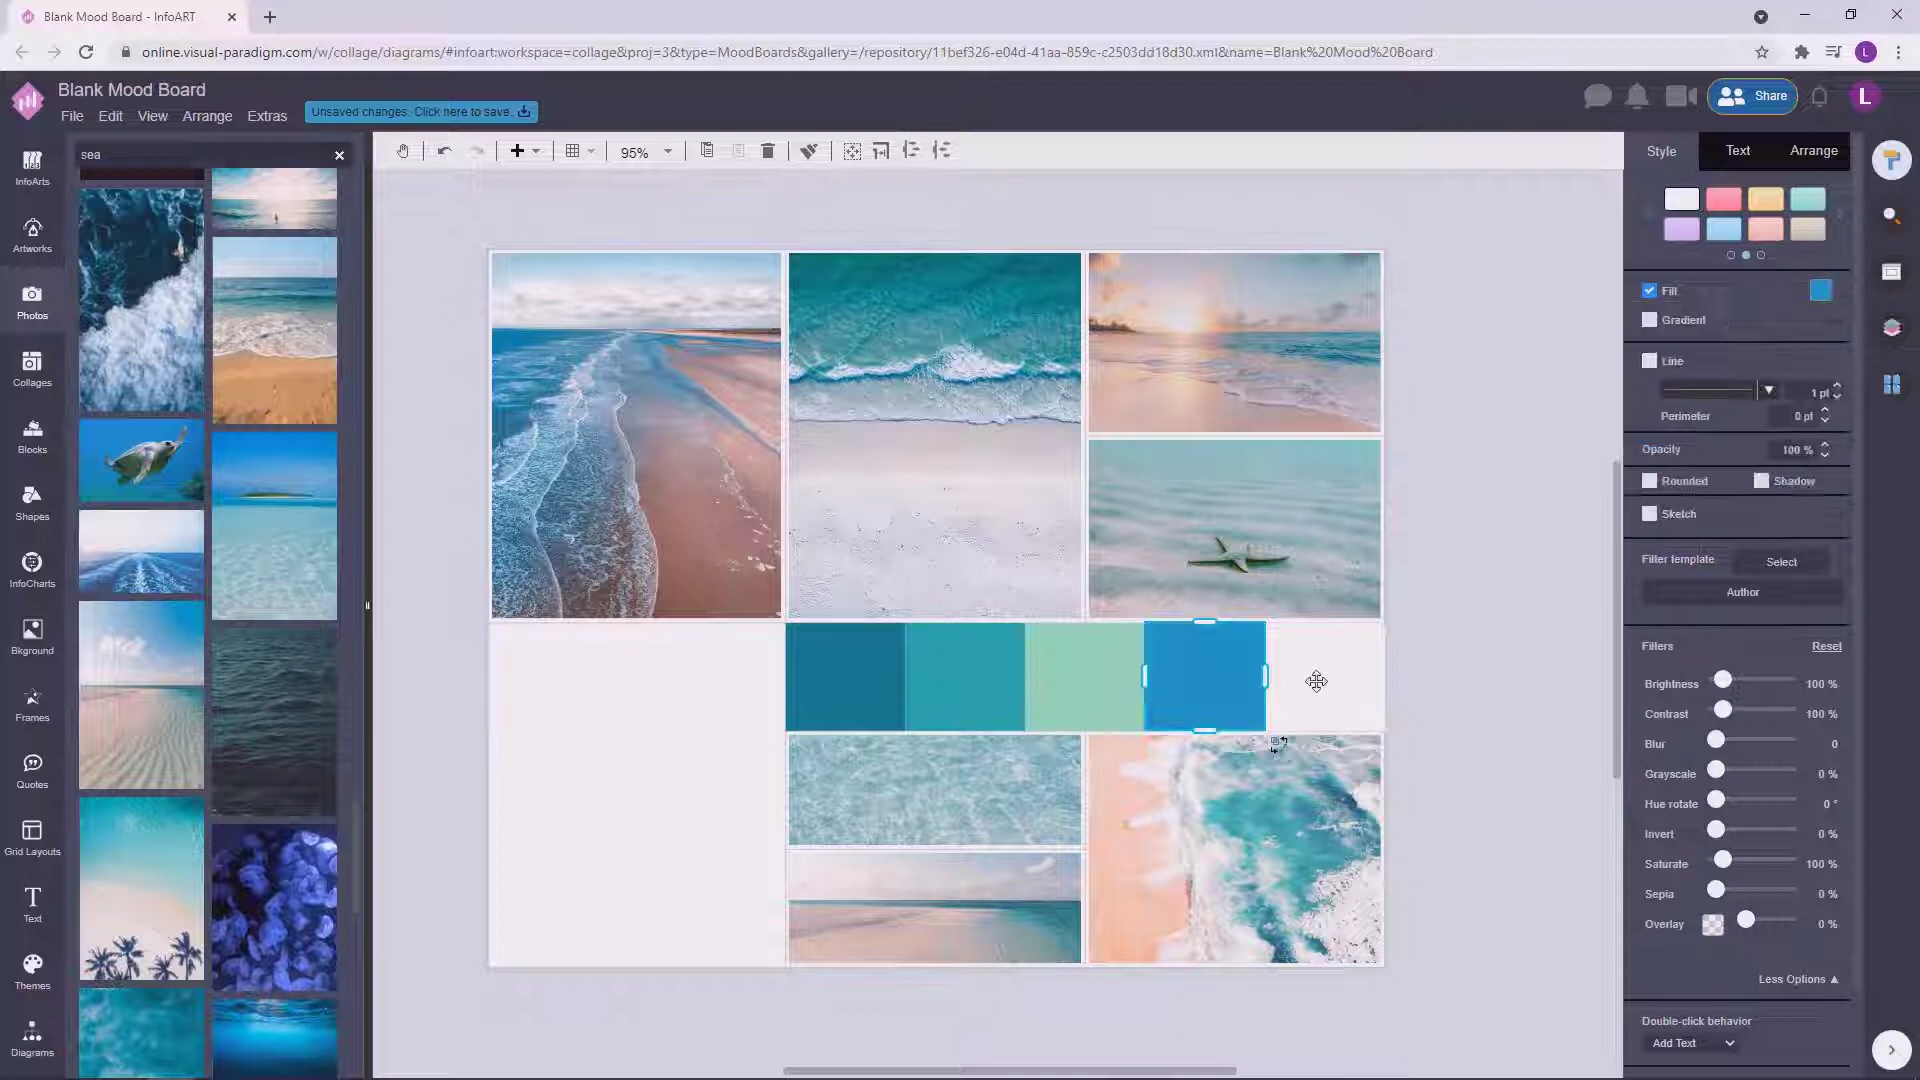 Blank Mood Board - InfoART
online.visual-paradigm.com/w/collage/diagrams/#infoart:workspace=collage&proj=3&type=MoodBoards&gallery=/repository/11bef326-e04d-41aa-859c-c2503dd18d30.xml&name=Blank%20Mood%20Board
L
Blank Mood Board
File Edit View Arrange Extras
Unsaved changes. Click here to save.
Share
L
sea
95%
Style Text Arrange
InfoArts
Artworks
Photos
Collages
Blocks
Shapes
InfoCharts
Bkground
Frames
Quotes
Grid Layouts
Text
Themes
Diagrams
Fill
Gradient
Line
1 pt
Perimeter 0 pt
Opacity 100 %
Rounded Shadow
Sketch
Filter template Select
Author
Filters Reset
Brightness 100 %
Contrast 100 %
Blur 0
Grayscale 0 %
Hue rotate 0 °
Invert 0 %
Saturate 100 %
Sepia 0 %
Overlay 0 %
Less Options ▲
Double-click behavior
Add Text